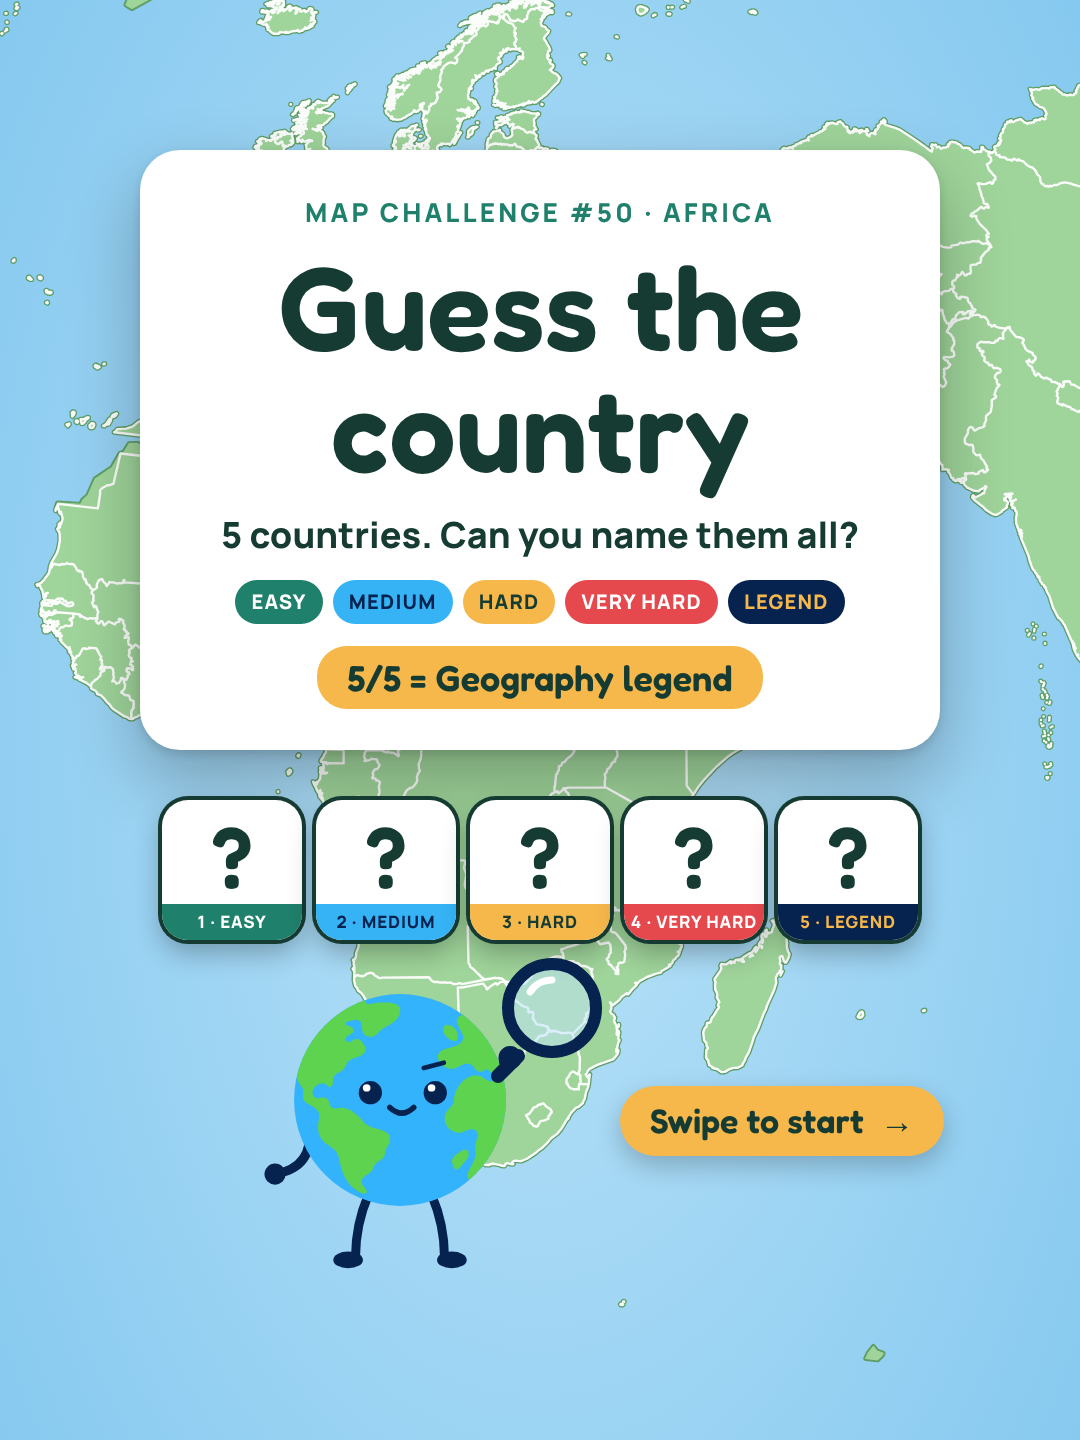 MAP CHALLENGE #50 · AFRICA
Guess the
country
5 countries. Can you name them all?
EASY MEDIUM HARD VERY HARD LEGEND
5/5 = Geography legend
? ? ? ? ?
1 · EASY 2 · MEDIUM 3 · HARD 4 · VERY HARD 5 · LEGEND
Swipe to start →